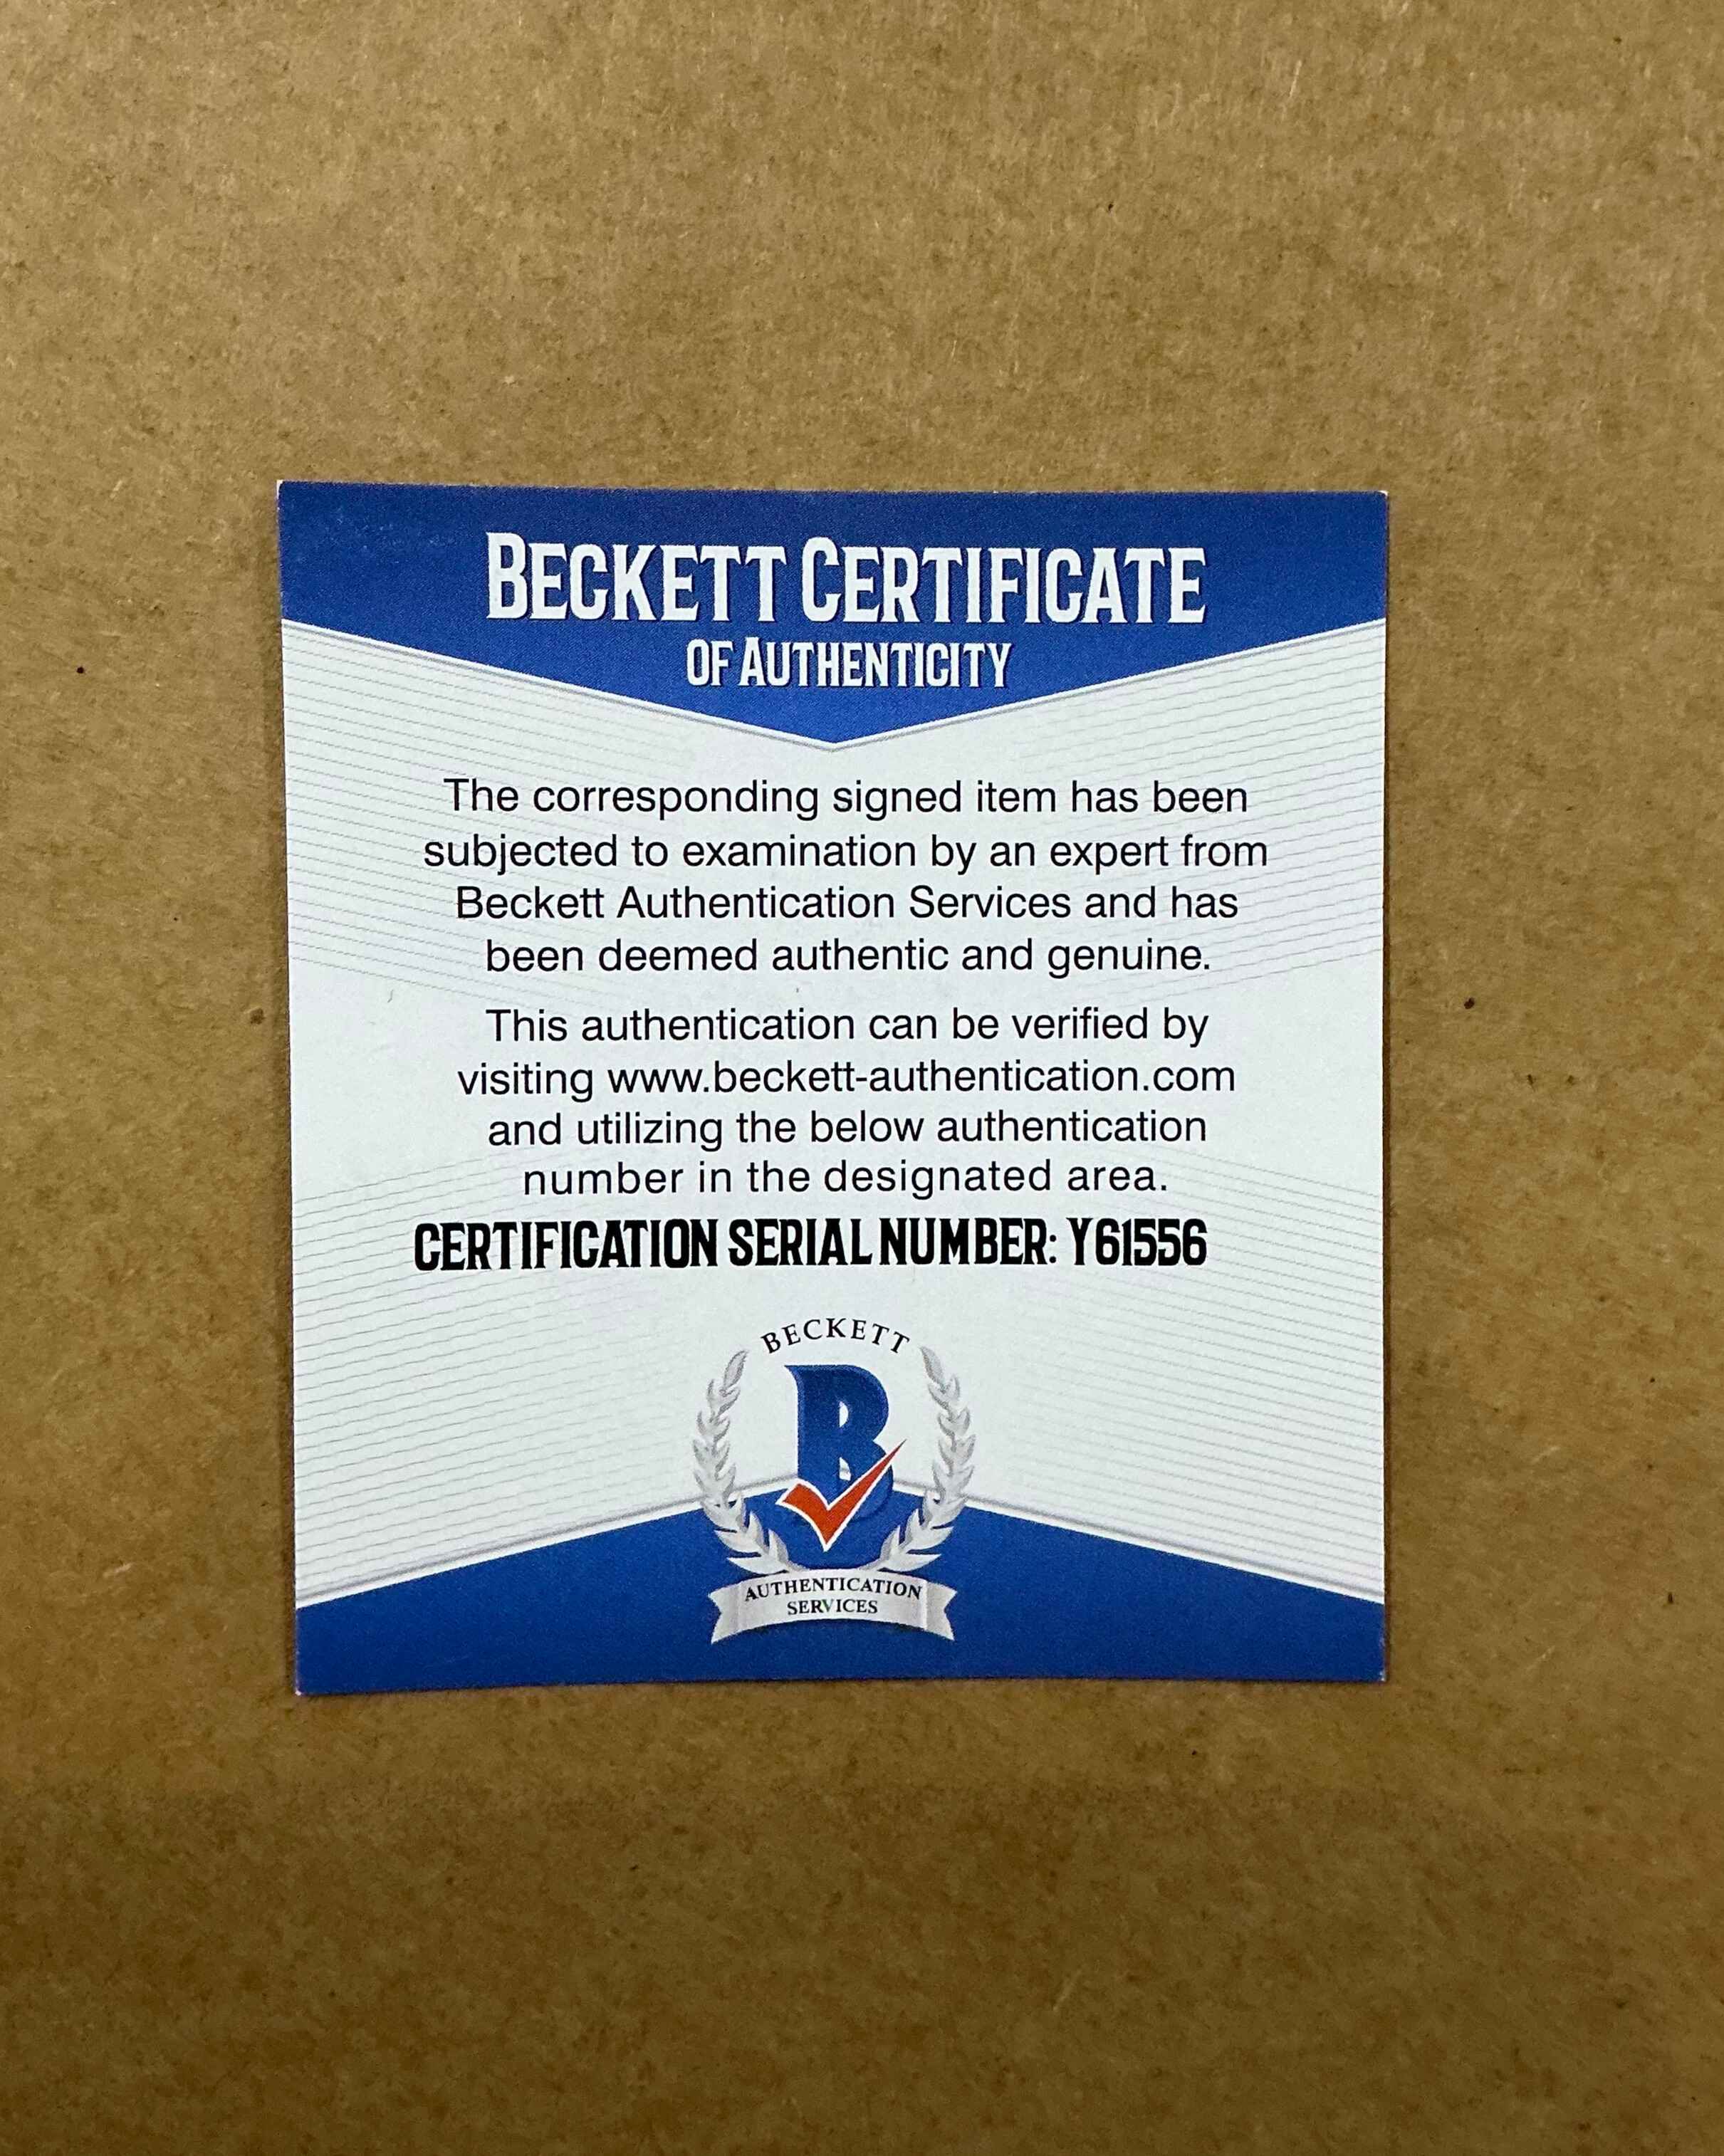 BECKETT CERTIFICATE
OF AUTHENTICITY
The corresponding signed item has been
subjected to examination by an expert from
Beckett Authentication Services and has
been deemed authentic and genuine.
This authentication can be verified by
visiting www.beckett-authentication.com
and utilizing the below authentication
number in the designated area.
CERTIFICATION SERIAL NUMBER: Y61556
BECKETT
B
AUTHENTICATION
SERVICES